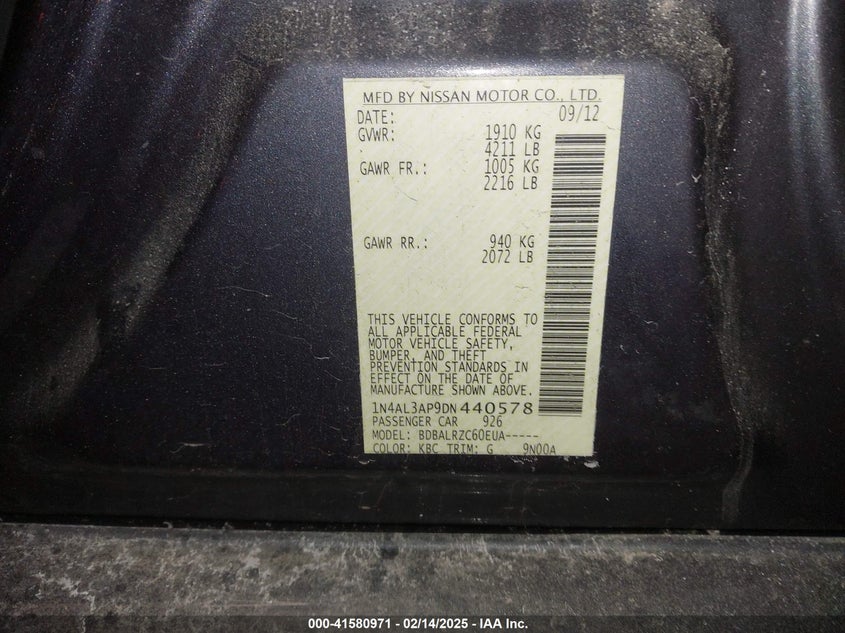 MFD BY NISSAN MOTOR CO., LTD.
DATE: 09/12
GVWR: 1910 KG
4211 LB
GAWR FR.: 1005 KG
2216 LB
GAWR RR.: 940 KG
2072 LB
THIS VEHICLE CONFORMS TO
ALL APPLICABLE FEDERAL
MOTOR VEHICLE SAFETY,
BUMPER, AND THEFT
PREVENTION STANDARDS IN
EFFECT ON THE DATE OF
MANUFACTURE SHOWN ABOVE.
1N4AL3AP9DN440578
PASSENGER CAR 926
MODEL: BDBALRZC60EUA-----
COLOR: KBC TRIM: G 9N00A
000-41580971 - 02/14/2025 - IAA Inc.